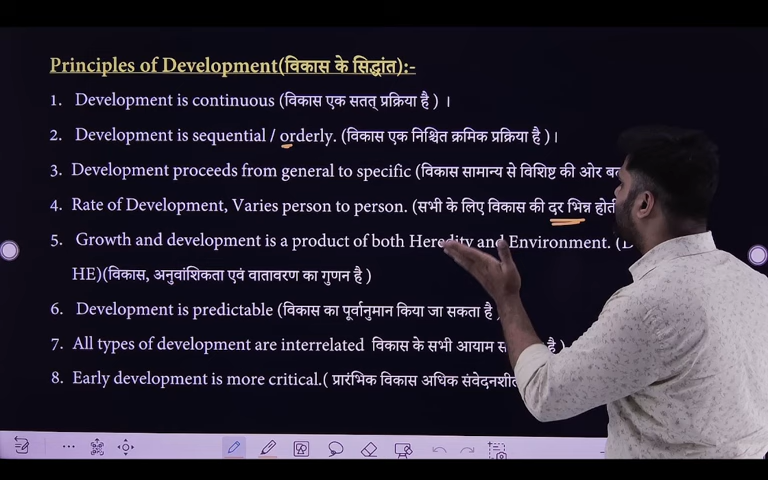 Principles of Development(विकास के सिद्धांत):-
1. Development is continuous (विकास एक सतत् प्रक्रिया है ) ।
2. Development is sequential / orderly. (विकास एक निश्चित क्रमिक प्रक्रिया है )।
3. Development proceeds from general to specific (विकास सामान्य से विशिष्ट की ओर
4. Rate of Development, Varies person to person. (सभी के लिए विकास की दर भिन्न
5. Growth and development is a product of both Heredity and Environment.
HE)(विकास, अनुवांशिकता एवं वातावरण का गुणन है )
6. Development is predictable (विकास का पूर्वानुमान किया जा सकता है
7. All types of development are interrelated विकास के सभी आयाम है )
8. Early development is more critical.( प्रारंभिक विकास अधिक